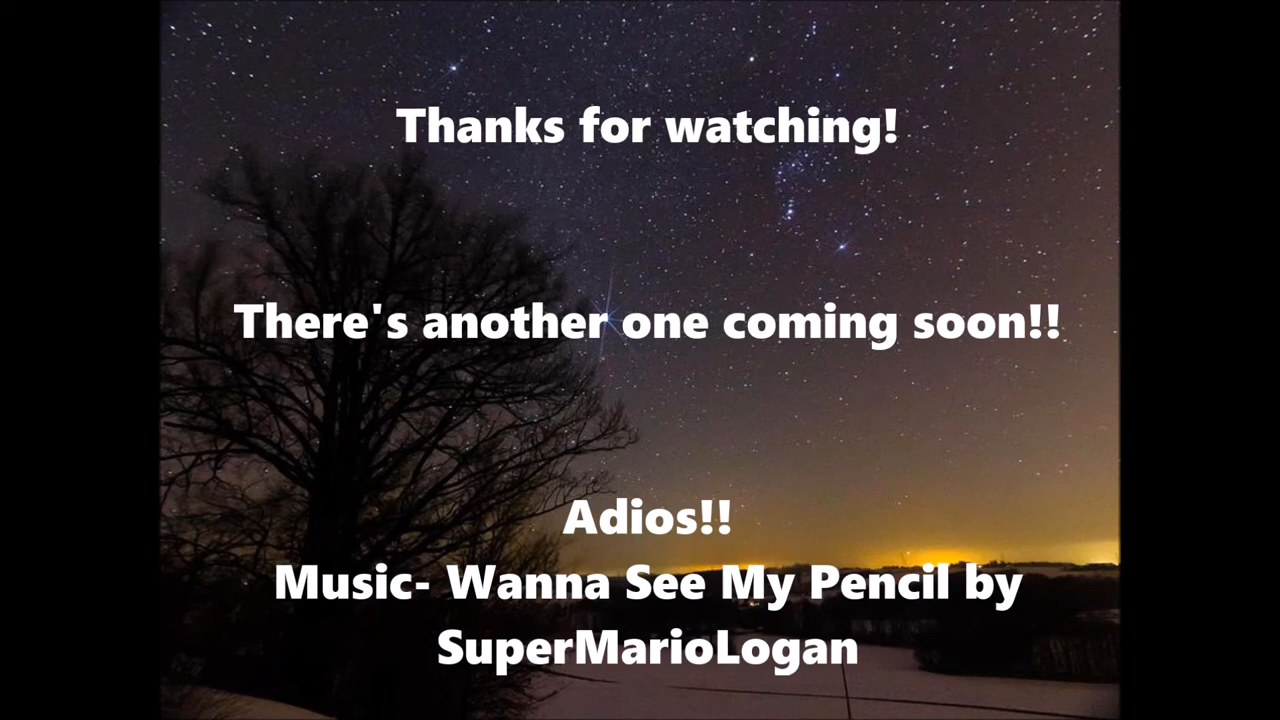 Thanks for watching!
There's another one coming soon!!
Adios!!
Music- Wanna See My Pencil by
SuperMarioLogan